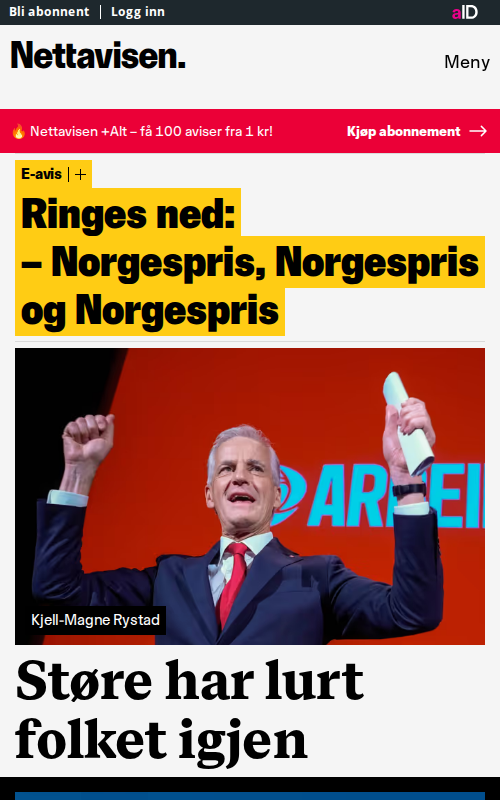 Bli abonnent | Logg inn
aID
Nettavisen.
Meny
🔥 Nettavisen +Alt – få 100 aviser fra 1 kr!
Kjøp abonnement →
E-avis | +
Ringes ned:
– Norgespris, Norgespris
og Norgespris
ARBEI
Kjell-Magne Rystad
Støre har lurt
folket igjen